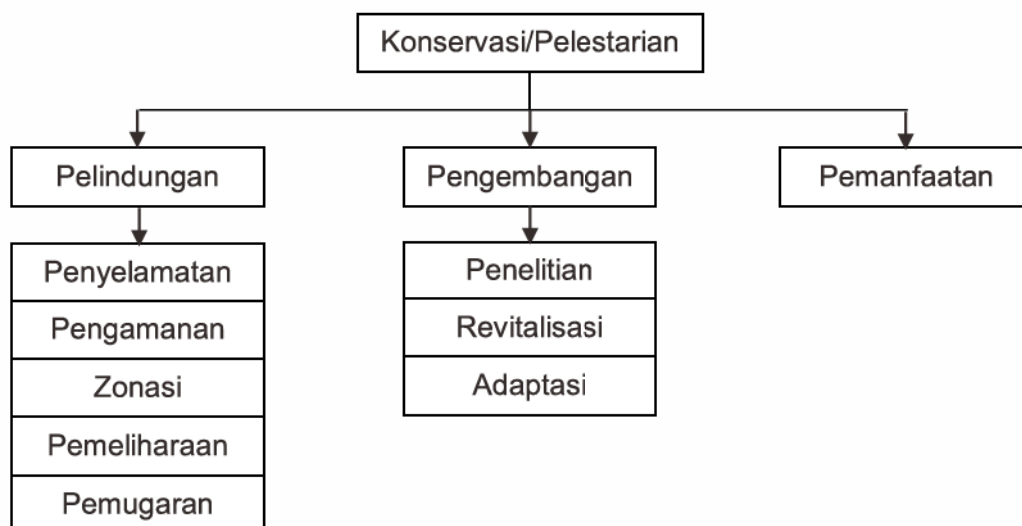 Konservasi/Pelestarian
Pelindungan
Pengembangan
Pemanfaatan
Penyelamatan
Pengamanan
Zonasi
Pemeliharaan
Pemugaran
Penelitian
Revitalisasi
Adaptasi